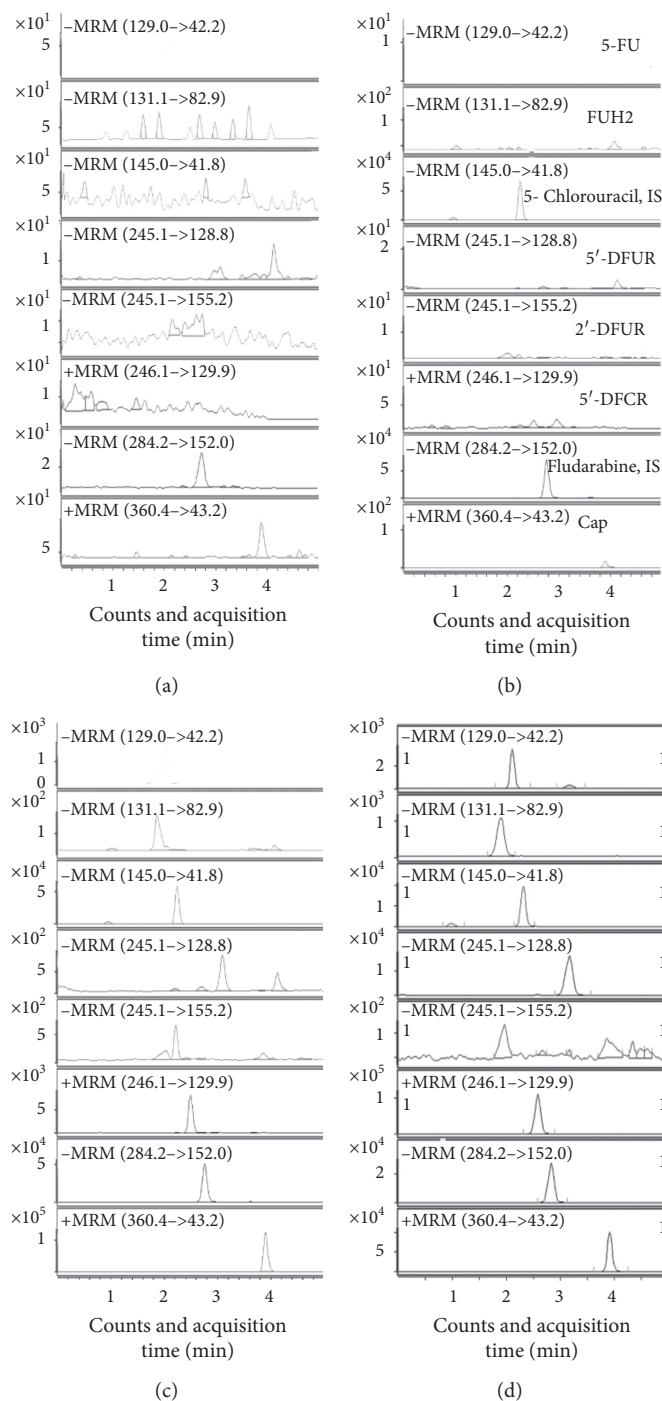 ×10¹
−MRM (129.0−>42.2)
5
×10¹
−MRM (131.1−>82.9)
5
×10¹
−MRM (145.0−>41.8)
5
×10¹
−MRM (245.1−>128.8)
1
×10¹
−MRM (245.1−>155.2)
1
×10¹
+MRM (246.1−>129.9)
1
×10¹
−MRM (284.2−>152.0)
2
×10¹
+MRM (360.4−>43.2)
5
1 2 3 4
Counts and acquisition
time (min)
(a)
×10¹
−MRM (129.0−>42.2)
1
5-FU
×10²
−MRM (131.1−>82.9)
1
FUH2
×10⁴
−MRM (145.0−>41.8)
5
5- Chlorouracil, IS
×10¹
−MRM (245.1−>128.8)
2
5′-DFUR
×10¹
−MRM (245.1−>155.2)
1
2′-DFUR
×10¹
+MRM (246.1−>129.9)
5
5′-DFCR
×10⁴
−MRM (284.2−>152.0)
5
Fludarabine, IS
×10²
+MRM (360.4−>43.2)
1
Cap
1 2 3 4
Counts and acquisition
time (min)
(b)
×10³
−MRM (129.0−>42.2)
1
0
×10²
−MRM (131.1−>82.9)
1
×10⁴
−MRM (145.0−>41.8)
5
×10²
−MRM (245.1−>128.8)
5
×10²
−MRM (245.1−>155.2)
5
×10³
+MRM (246.1−>129.9)
5
×10⁴
−MRM (284.2−>152.0)
5
×10⁵
+MRM (360.4−>43.2)
1
1 2 3 4
Counts and acquisition
time (min)
(c)
×10³
−MRM (129.0−>42.2)
1 1
2
×10³
−MRM (131.1−>82.9)
1
1 1
×10⁴
−MRM (145.0−>41.8)
1 1
1
×10⁴
−MRM (245.1−>128.8)
1 1
1
×10²
−MRM (245.1−>155.2)
1 1
1
×10⁵
+MRM (246.1−>129.9)
1
1 1
×10⁴
−MRM (284.2−>152.0)
1
2
×10⁴
+MRM (360.4−>43.2)
1
5
1 2 3 4
Counts and acquisition
time (min)
(d)